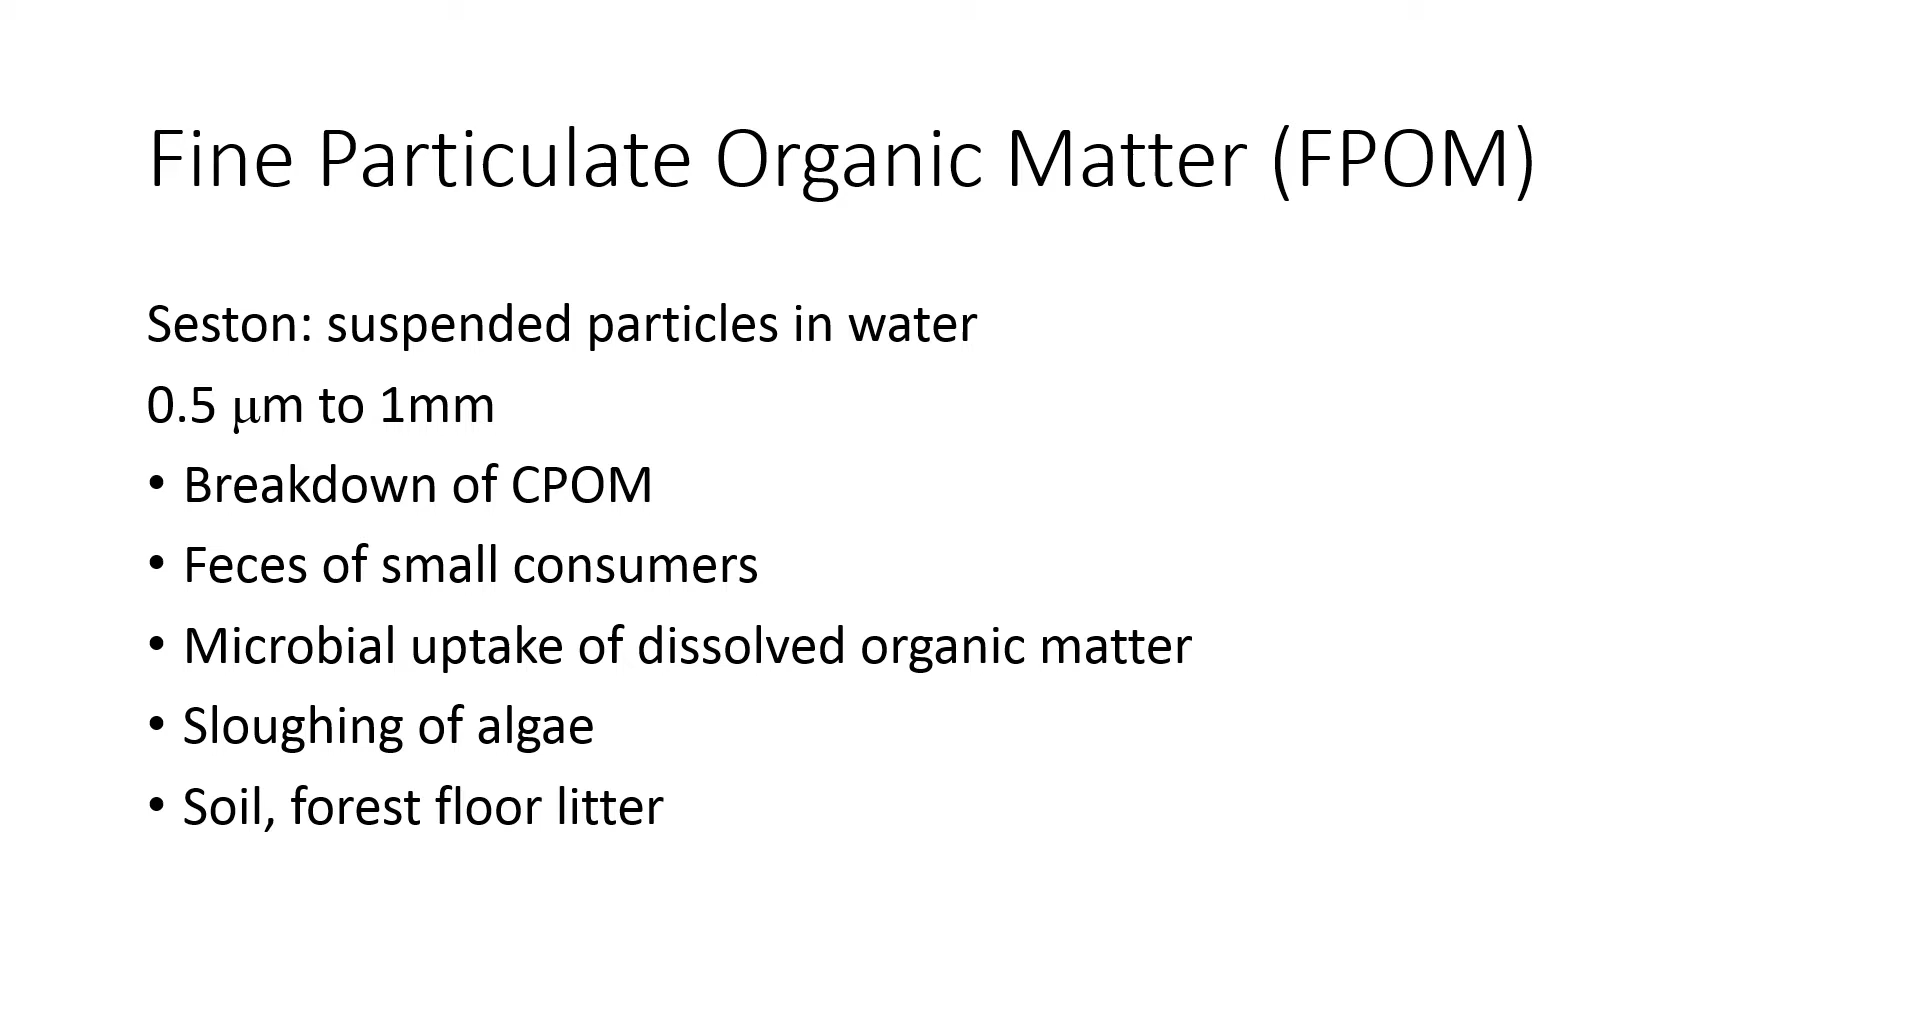 Fine Particulate Organic Matter (FPOM)
Seston: suspended particles in water
0.5 μm to 1mm
• Breakdown of CPOM
• Feces of small consumers
• Microbial uptake of dissolved organic matter
• Sloughing of algae
• Soil, forest floor litter